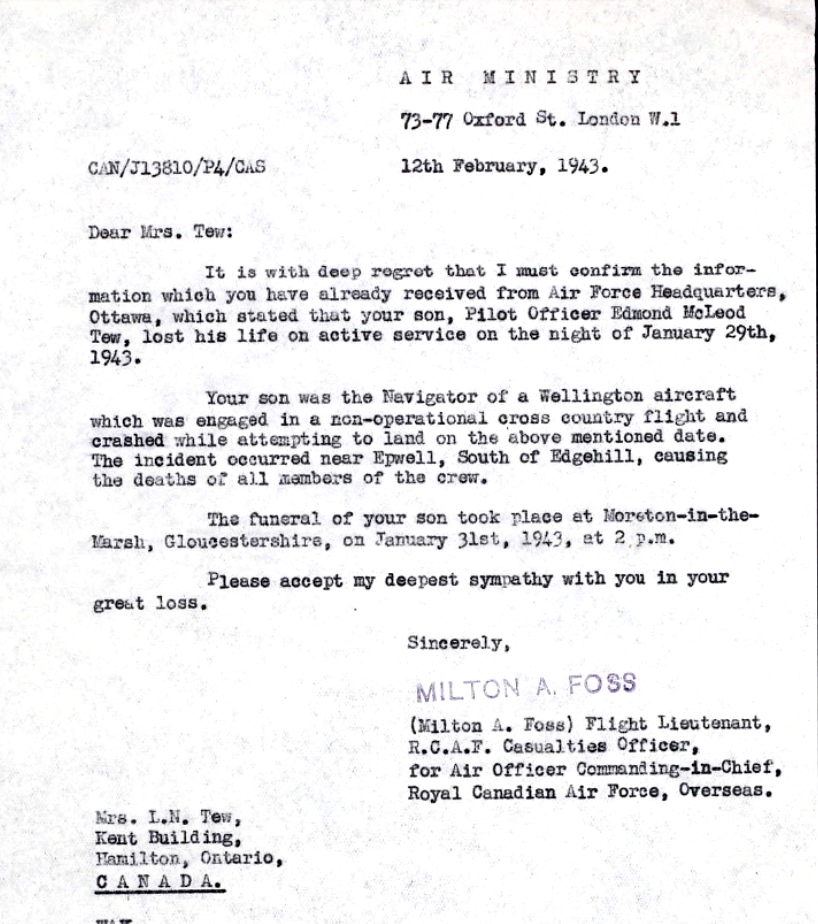 AIR MINISTRY
73-77 Oxford St. London W.1
CAN/J13810/P4/CAS
12th February, 1943.
Dear Mrs. Tew:
It is with deep regret that I must confirm the infor-
mation which you have already received from Air Force Headquarters,
Ottawa, which stated that your son, Pilot Officer Edmond McLeod
Tew, lost his life on active service on the night of January 29th,
1943.
Your son was the Navigator of a Wellington aircraft
which was engaged in a non-operational cross country flight and
crashed while attempting to land on the above mentioned date.
The incident occurred near Epwell, South of Edgehill, causing
the deaths of all members of the crew.
The funeral of your son took place at Moreton-in-the-
Marsh, Gloucestershire, on January 31st, 1943, at 2 p.m.
Please accept my deepest sympathy with you in your
great loss.
Sincerely,
MILTON A. FOSS
(Milton A. Foss) Flight Lieutenant,
R.C.A.F. Casualties Officer,
for Air Officer Commanding-in-Chief,
Royal Canadian Air Force, Overseas.
Mrs. L.N. Tew,
Kent Building,
Hamilton, Ontario,
CANADA.